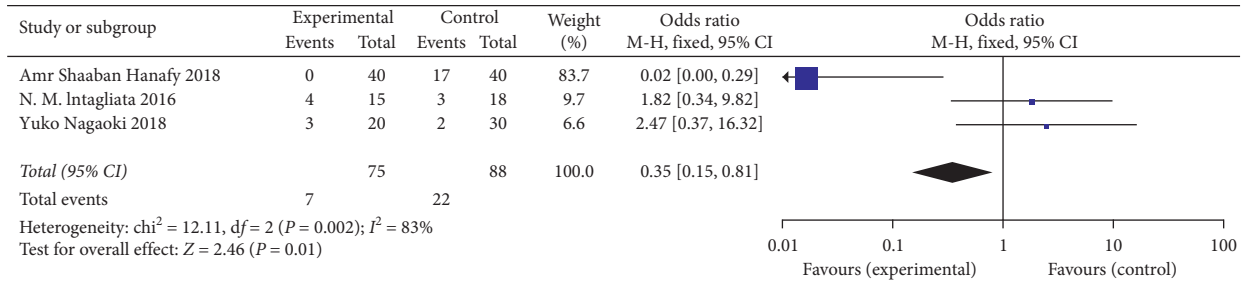 Study or subgroup Experimental Control Weight Odds ratio Odds ratio
Events Total Events Total (%) M-H, fixed, 95% CI M-H, fixed, 95% CI
Amr Shaaban Hanafy 2018 0 40 17 40 83.7 0.02 [0.00, 0.29]
N. M. lntagliata 2016 4 15 3 18 9.7 1.82 [0.34, 9.82]
Yuko Nagaoki 2018 3 20 2 30 6.6 2.47 [0.37, 16.32]
Total (95% CI) 75 88 100.0 0.35 [0.15, 0.81]
Total events 7 22
Heterogeneity: chi² = 12.11, df = 2 (P = 0.002); I² = 83%
Test for overall effect: Z = 2.46 (P = 0.01)
0.01 0.1 1 10 100
Favours (experimental) Favours (control)